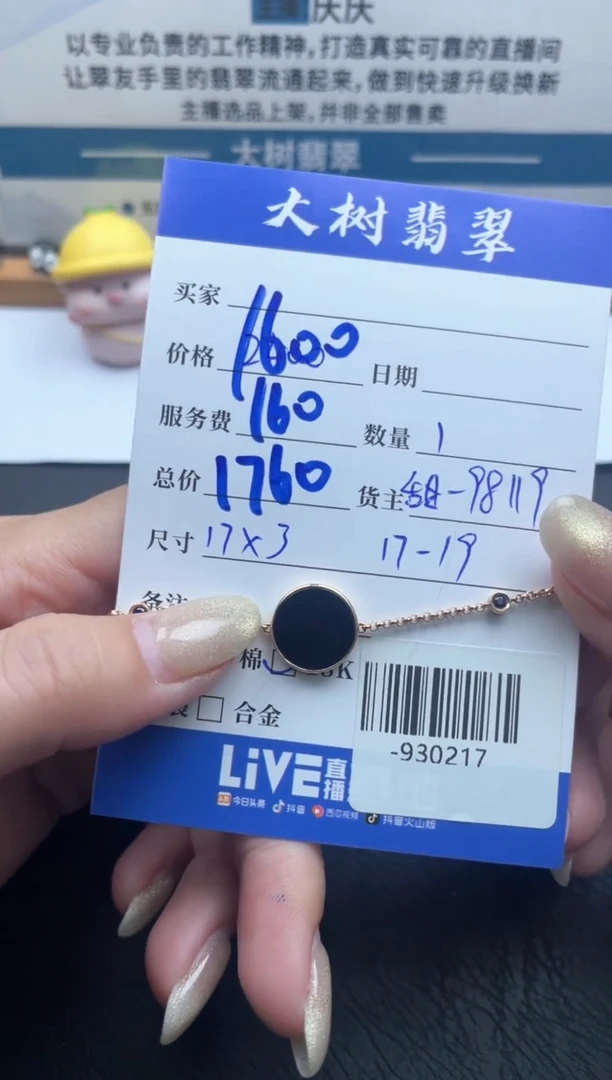 庆庆
以专业负责的工作精神，打造真实可靠的直播间
让翠友手里的翡翠流通起来，做到快速升级换新
主播选品上架，并非全部售卖
大树翡翠
大树翡翠
买家
价格 1600 日期
服务费 160 数量 1
总价 1760 货主 -98119
尺寸 17X3 17-19
备注
棉 K
合金
-930217
LiVE 直播
今日头条 抖音 西瓜视频 抖音火山版